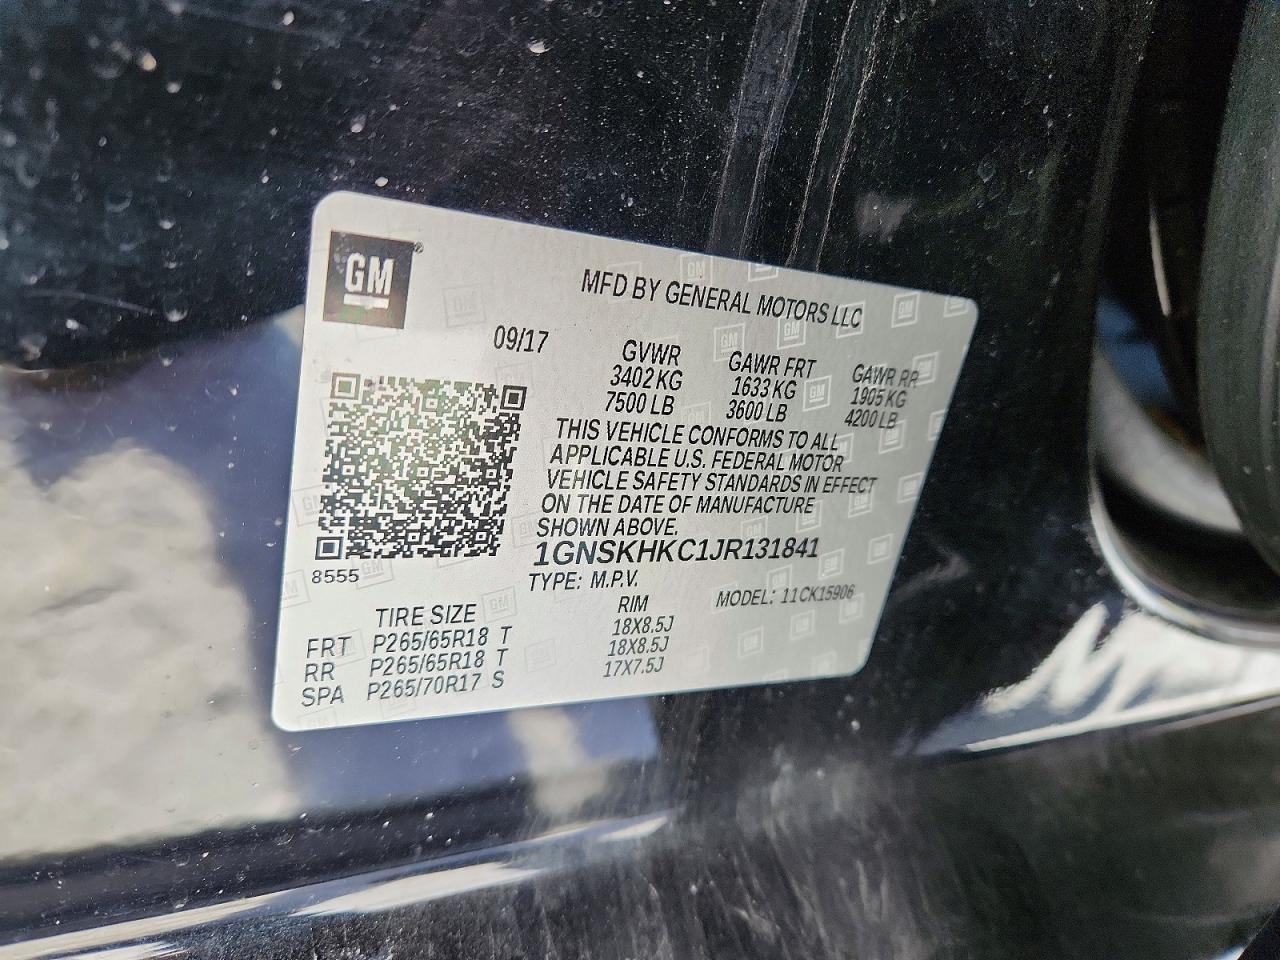 GM
MFD BY GENERAL MOTORS LLC
09/17
GVWR GAWR FRT GAWR RR
3402 KG 1633 KG 1905 KG
7500 LB 3600 LB 4200 LB
THIS VEHICLE CONFORMS TO ALL
APPLICABLE U.S. FEDERAL MOTOR
VEHICLE SAFETY STANDARDS IN EFFECT
ON THE DATE OF MANUFACTURE
SHOWN ABOVE.
1GNSKHKC1JR131841
8555
TYPE: M.P.V. MODEL: 11CK15906
TIRE SIZE RIM
FRT P265/65R18 T 18X8.5J
RR P265/65R18 T 18X8.5J
SPA P265/70R17 S 17X7.5J